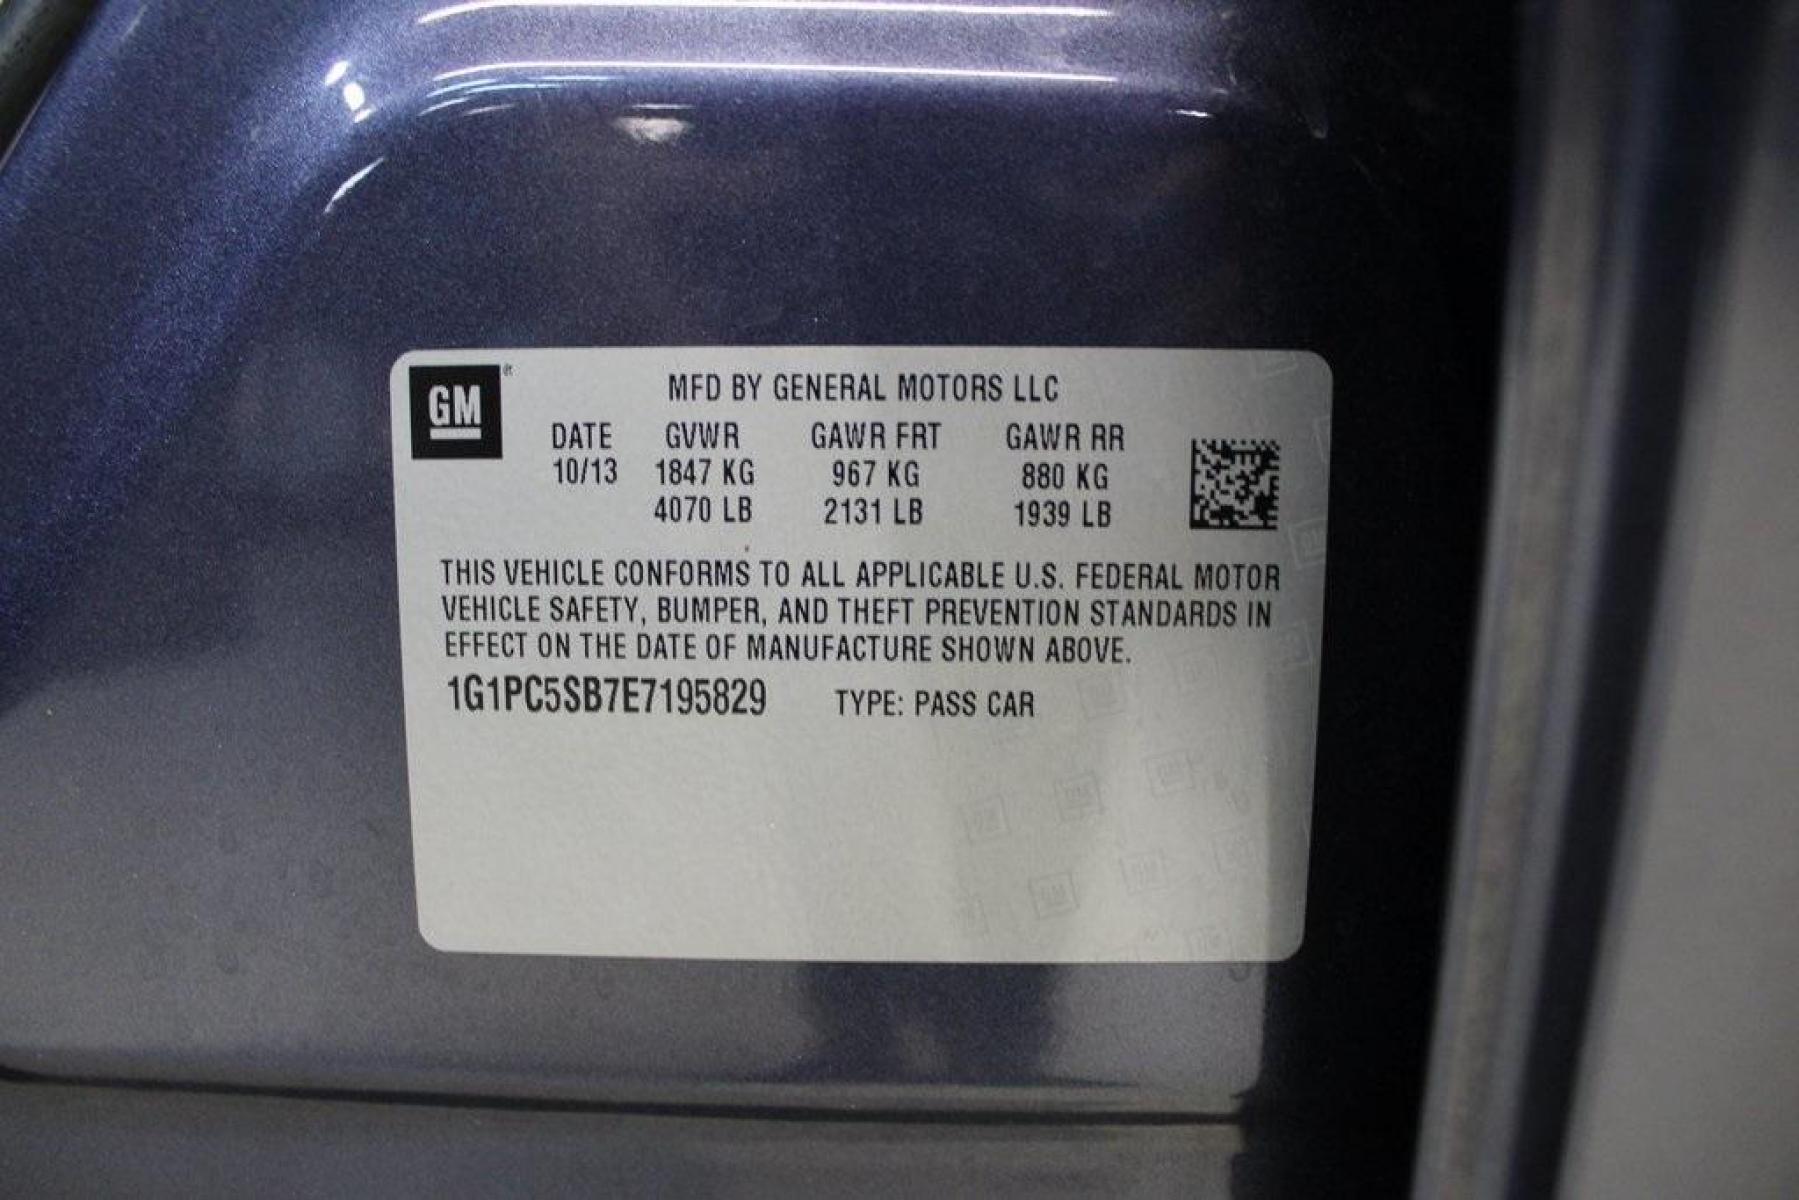 GM®
MFD BY GENERAL MOTORS LLC
DATE GVWR GAWR FRT GAWR RR
10/13 1847 KG 967 KG 880 KG
4070 LB 2131 LB 1939 LB
THIS VEHICLE CONFORMS TO ALL APPLICABLE U.S. FEDERAL MOTOR
VEHICLE SAFETY, BUMPER, AND THEFT PREVENTION STANDARDS IN
EFFECT ON THE DATE OF MANUFACTURE SHOWN ABOVE.
1G1PC5SB7E7195829 TYPE: PASS CAR